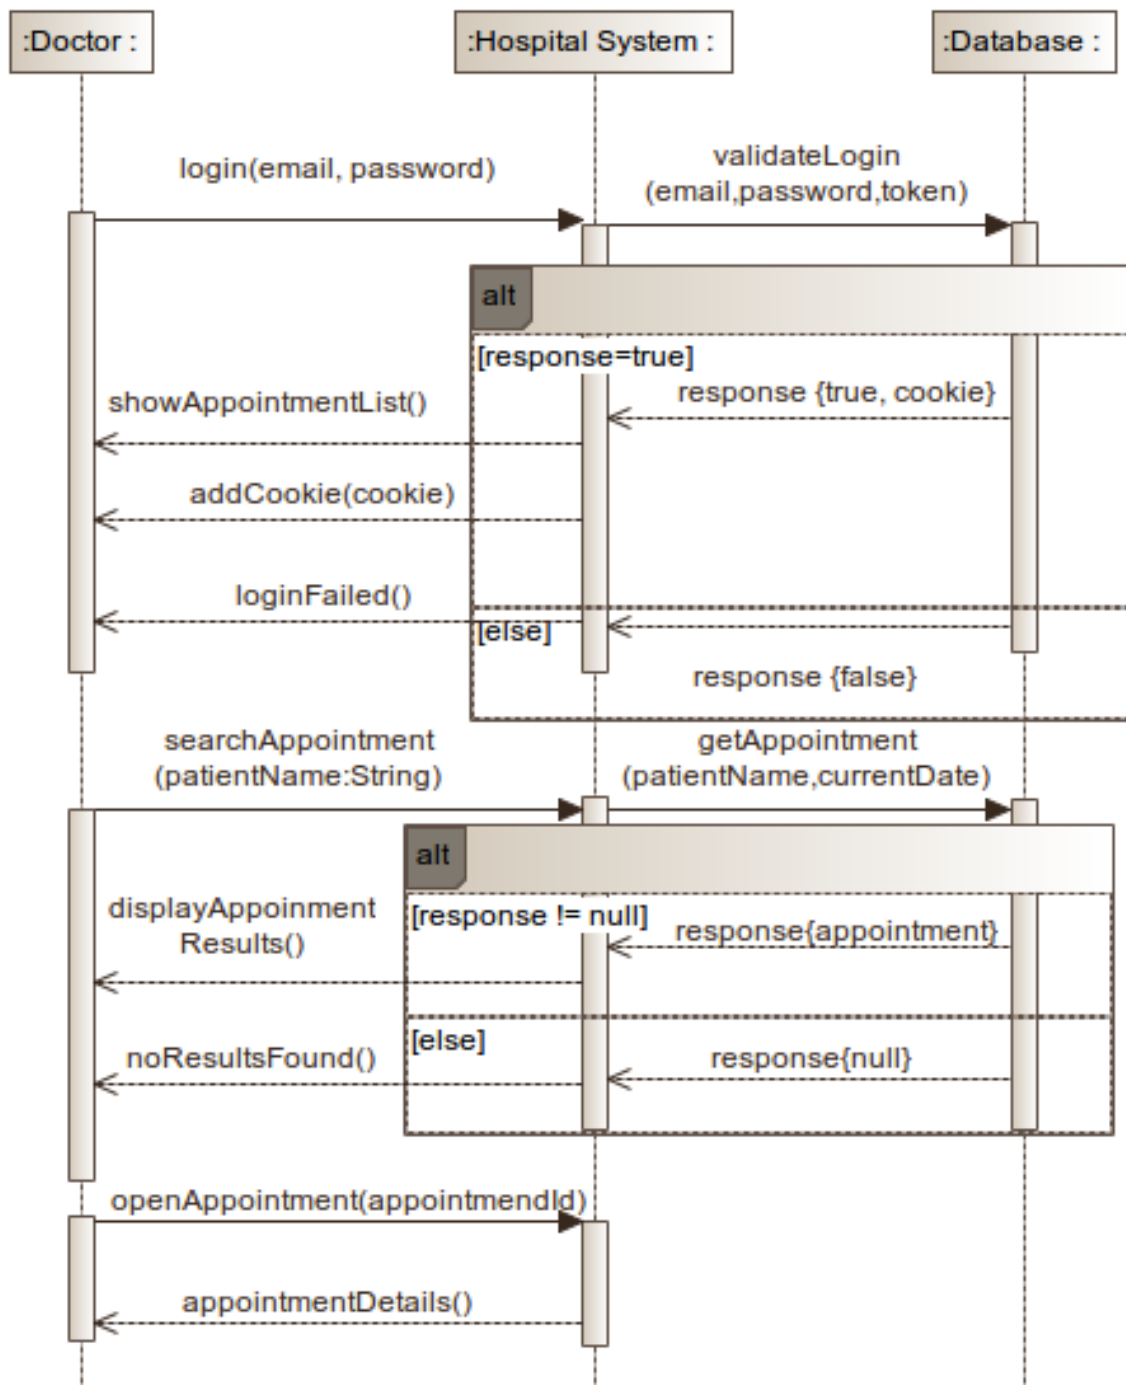 :Doctor :
:Hospital System :
:Database :
login(email, password)
validateLogin
(email,password,token)
alt
[response=true]
response {true, cookie}
showAppointmentList()
addCookie(cookie)
loginFailed()
[else]
response {false}
searchAppointment
(patientName:String)
getAppointment
(patientName,currentDate)
alt
displayAppoinment
Results()
[response != null]
response{appointment}
[else]
noResultsFound()
response{null}
openAppointment(appointmendId)
appointmentDetails()